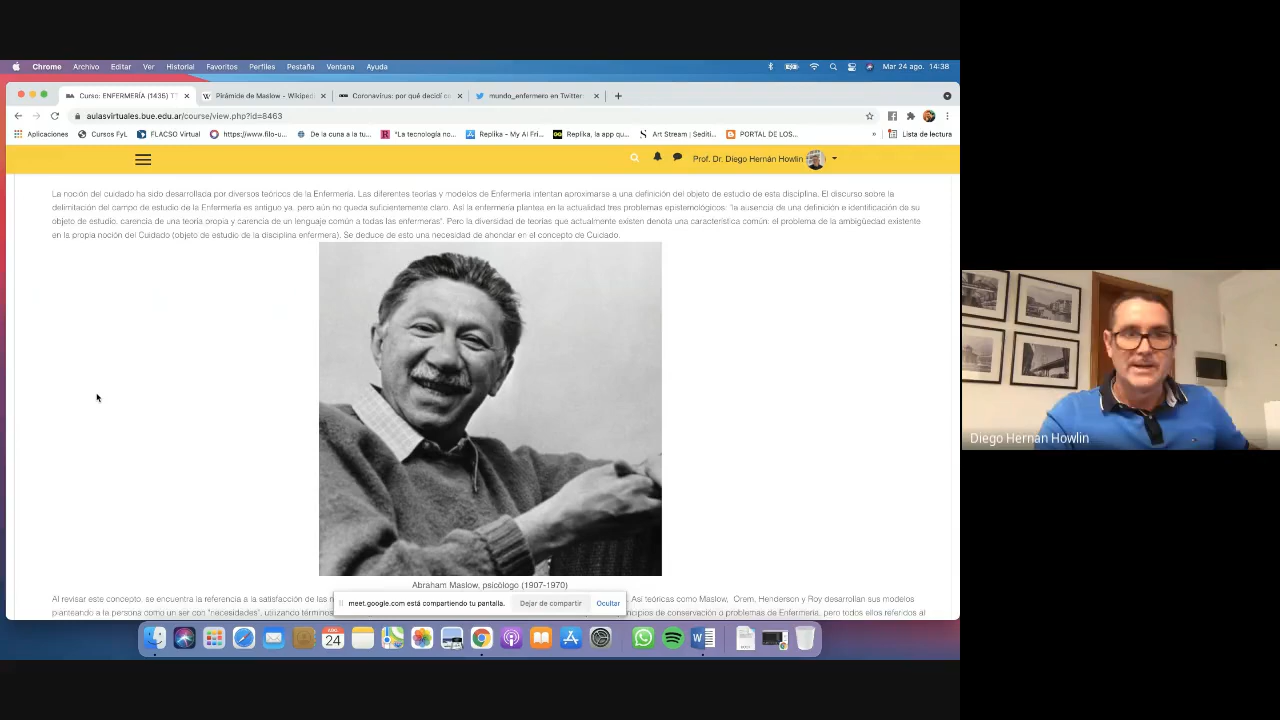 Chrome Archivo Editar Ver Historial Favoritos Perfiles Pestaña Ventana Ayuda Mar 24 ago. 14:38
Curso: ENFERMERÍA (1435) TT Pirámide de Maslow - Wikipedi Coronavirus: por qué decidí c mundo_enfermero en Twitter:
aulasvirtuales.bue.edu.ar/course/view.php?id=8463
Aplicaciones Cursos FyL FLACSO Virtual https://www.filo-u... De la cuna a la tu... "La tecnología no... Replika - My AI Fri... Replika, la app qu... Art Stream | Sediti... PORTAL DE LOS... » Lista de lectura
Prof. Dr. Diego Hernán Howlin
La noción del cuidado ha sido desarrollada por diversos teóricos de la Enfermería. Las diferentes teorías y modelos de Enfermería intentan aproximarse a una definición del objeto de estudio de esta disciplina. El discurso sobre la
delimitación del campo de estudio de la Enfermería es antiguo ya, pero aún no queda suficientemente claro. Así la enfermería plantea en la actualidad tres problemas epistemológicos: "la ausencia de una definición e identificación de su
objeto de estudio, carencia de una teoría propia y carencia de un lenguaje común a todas las enfermeras". Pero la diversidad de teorías que actualmente existen denota una característica común: el problema de la ambigüedad existente
en la propia noción del Cuidado (objeto de estudio de la disciplina enfermera). Se deduce de esto una necesidad de ahondar en el concepto de Cuidado.
Abraham Maslow, psicólogo (1907-1970)
Al revisar este concepto, se encuentra la referencia a la satisfacción de las Así teóricas como Maslow, Orem, Henderson y Roy desarrollan sus modelos
meet.google.com está compartiendo tu pantalla. Dejar de compartir Ocultar
planteando a la persona como un ser con "necesidades", utilizando términos de conservación o problemas de Enfermería, pero todos ellos referidos al
AGO
24
Diego Hernan Howlin